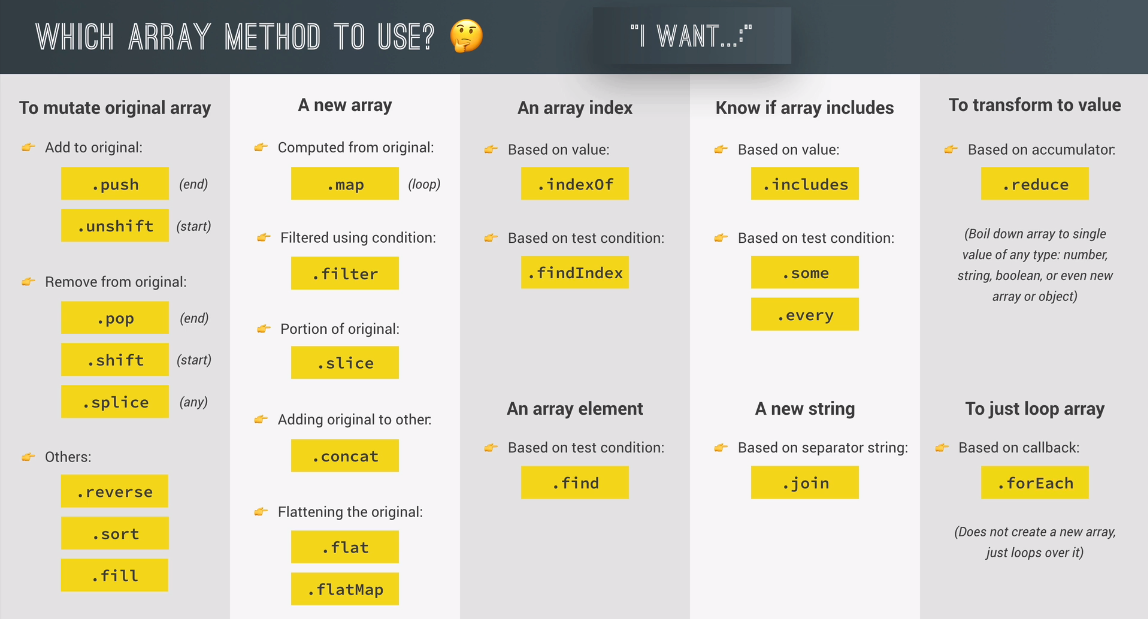 WHICH ARRAY METHOD TO USE? 🤔
"I WANT...:"
To mutate original array
👉 Add to original:
.push (end)
.unshift (start)
👉 Remove from original:
.pop (end)
.shift (start)
.splice (any)
👉 Others:
.reverse
.sort
.fill
A new array
👉 Computed from original:
.map (loop)
👉 Filtered using condition:
.filter
👉 Portion of original:
.slice
👉 Adding original to other:
.concat
👉 Flattening the original:
.flat
.flatMap
An array index
👉 Based on value:
.indexOf
👉 Based on test condition:
.findIndex
An array element
👉 Based on test condition:
.find
Know if array includes
👉 Based on value:
.includes
👉 Based on test condition:
.some
.every
A new string
👉 Based on separator string:
.join
To transform to value
👉 Based on accumulator:
.reduce
(Boil down array to single
value of any type: number,
string, boolean, or even new
array or object)
To just loop array
👉 Based on callback:
.forEach
(Does not create a new array,
just loops over it)